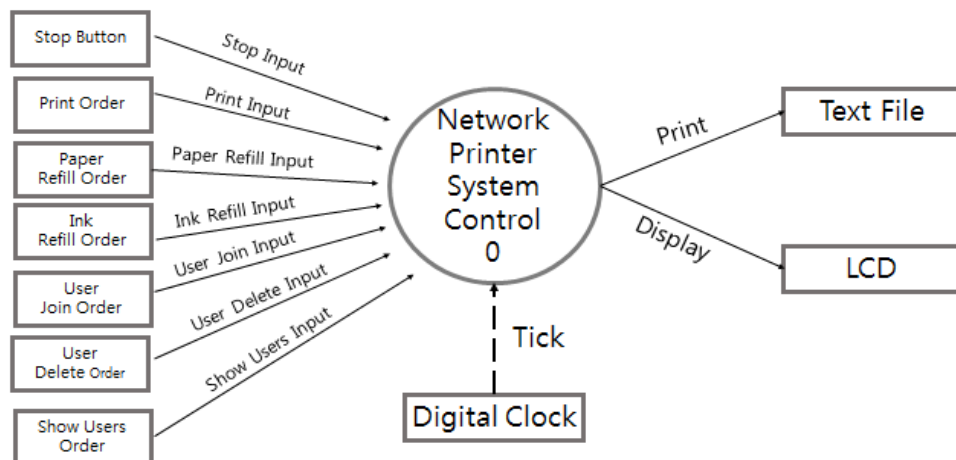 Stop Button
Stop Input
Print Order
Print Input
Paper
Refill Order
Paper Refill Input
Ink
Refill Order
Ink Refill Input
User
Join Order
User Join Input
User
Delete Order
User Delete Input
Show Users
Order
Show Users Input
Network
Printer
System
Control
0
Tick
Digital Clock
Print
Text File
Display
LCD